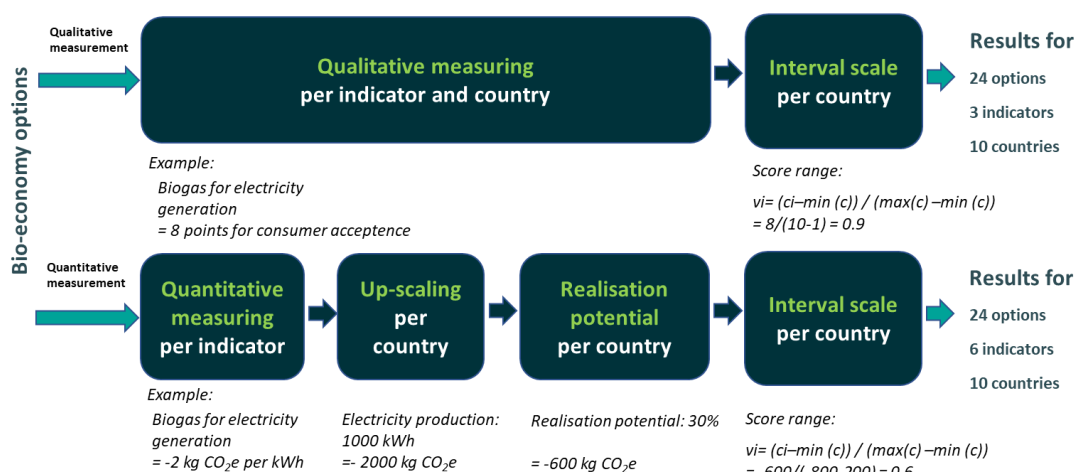 Bio-economy options
Qualitative
measurement
Qualitative measuring
per indicator and country
Interval scale
per country
Results for
24 options
3 indicators
10 countries
Example:
Biogas for electricity
generation
= 8 points for consumer acceptence
Score range:
vi= (ci–min (c)) / (max(c) –min (c))
= 8/(10-1) = 0.9
Quantitative
measurement
Quantitative
measuring
per indicator
Up-scaling
per
country
Realisation
potential
per country
Interval scale
per country
Results for
24 options
6 indicators
10 countries
Example:
Biogas for electricity
generation
= -2 kg CO₂e per kWh
Electricity production:
1000 kWh
=- 2000 kg CO₂e
Realisation potential: 30%
= -600 kg CO₂e
Score range:
vi= (ci–min (c)) / (max(c) –min (c))
= -600/(-800-200) = 0.6